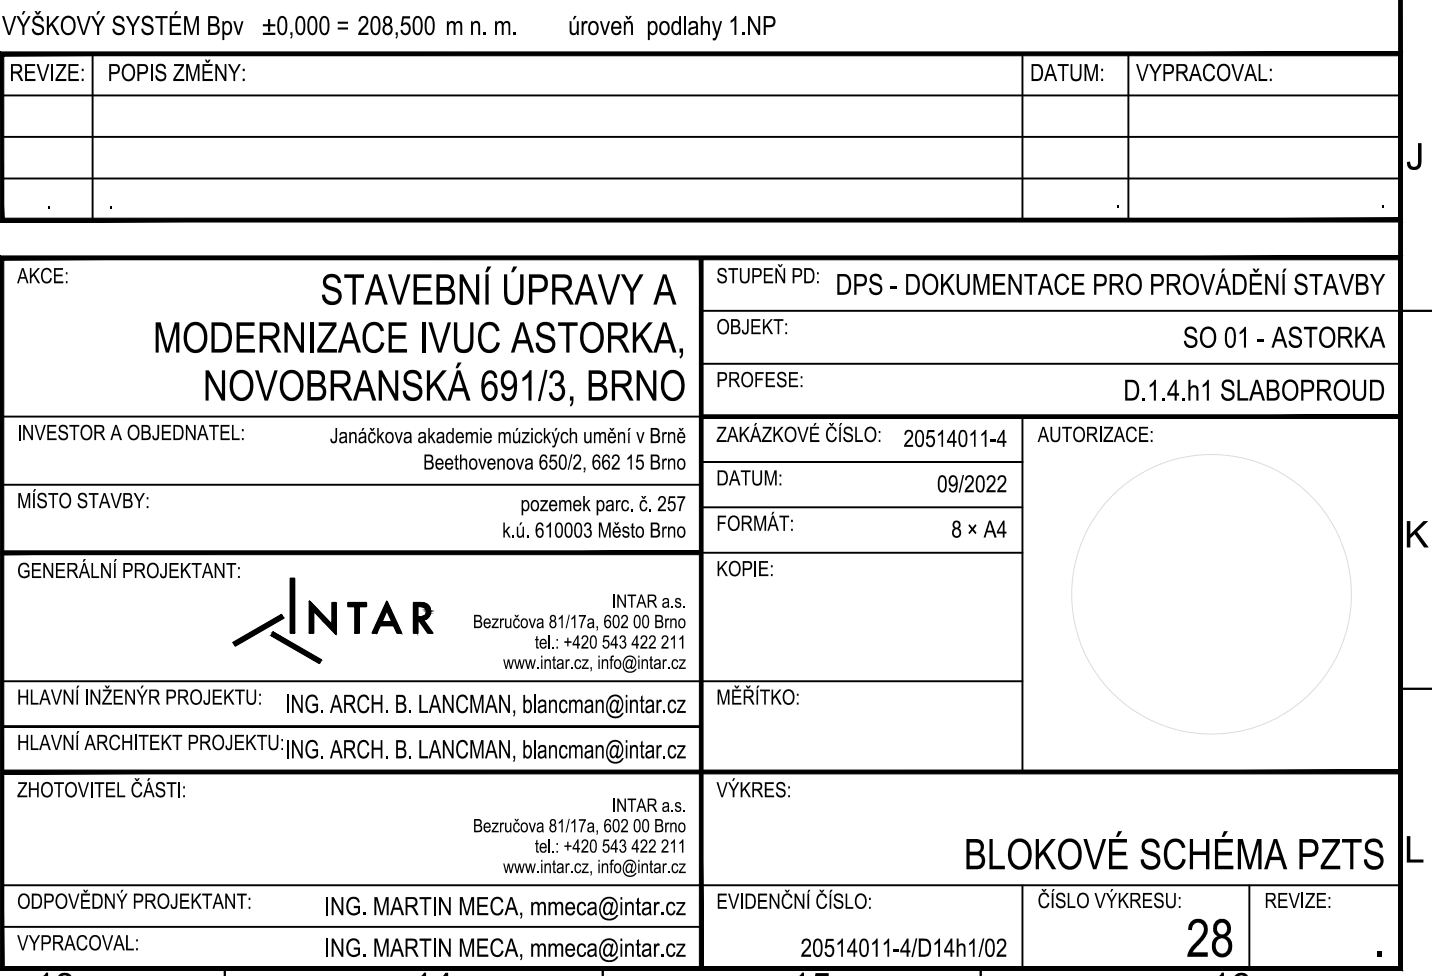 VÝŠKOVÝ SYSTÉM Bpv ±0,000 = 208,500 m n. m. úroveň podlahy 1.NP
REVIZE: POPIS ZMĚNY: DATUM: VYPRACOVAL:
J
. . . .
AKCE:
STAVEBNÍ ÚPRAVY A
MODERNIZACE IVUC ASTORKA,
NOVOBRANSKÁ 691/3, BRNO
STUPEŇ PD: DPS - DOKUMENTACE PRO PROVÁDĚNÍ STAVBY
OBJEKT: SO 01 - ASTORKA
PROFESE: D.1.4.h1 SLABOPROUD
INVESTOR A OBJEDNATEL: Janáčkova akademie múzických umění v Brně
Beethovenova 650/2, 662 15 Brno
MÍSTO STAVBY: pozemek parc. č. 257
k.ú. 610003 Město Brno
ZAKÁZKOVÉ ČÍSLO: 20514011-4
DATUM: 09/2022
FORMÁT: 8 × A4
AUTORIZACE:
K
GENERÁLNÍ PROJEKTANT:
INTAR
INTAR a.s.
Bezručova 81/17a, 602 00 Brno
tel.: +420 543 422 211
www.intar.cz, info@intar.cz
KOPIE:
HLAVNÍ INŽENÝR PROJEKTU: ING. ARCH. B. LANCMAN, blancman@intar.cz
HLAVNÍ ARCHITEKT PROJEKTU: ING. ARCH. B. LANCMAN, blancman@intar.cz
MĚŘÍTKO:
ZHOTOVITEL ČÁSTI:
INTAR a.s.
Bezručova 81/17a, 602 00 Brno
tel.: +420 543 422 211
www.intar.cz, info@intar.cz
VÝKRES:
BLOKOVÉ SCHÉMA PZTS
L
ODPOVĚDNÝ PROJEKTANT: ING. MARTIN MECA, mmeca@intar.cz
VYPRACOVAL: ING. MARTIN MECA, mmeca@intar.cz
EVIDENČNÍ ČÍSLO:
20514011-4/D14h1/02
ČÍSLO VÝKRESU:
28
REVIZE:
.